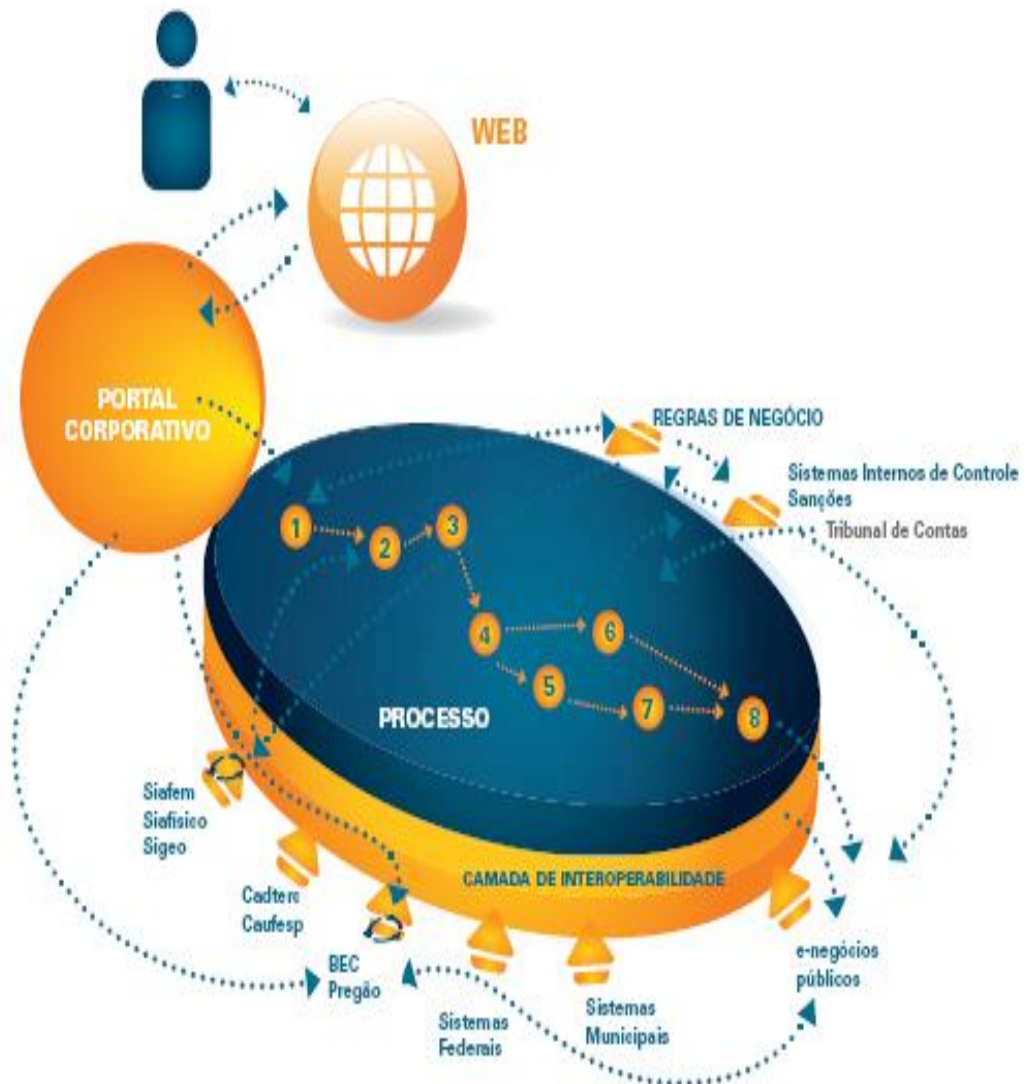 WEB
PORTAL
CORPORATIVO
REGRAS DE NEGÓCIO
Sistemas Internos de Controle
Sanções
Tribunal de Contas
1
2
3
4
5
6
7
8
PROCESSO
CAMADA DE INTEROPERABILIDADE
Siafem
Siafisico
Sigeo
Cadterc
Caufesp
BEC
Pregão
Sistemas
Federais
Sistemas
Municipais
e-negócios
públicos